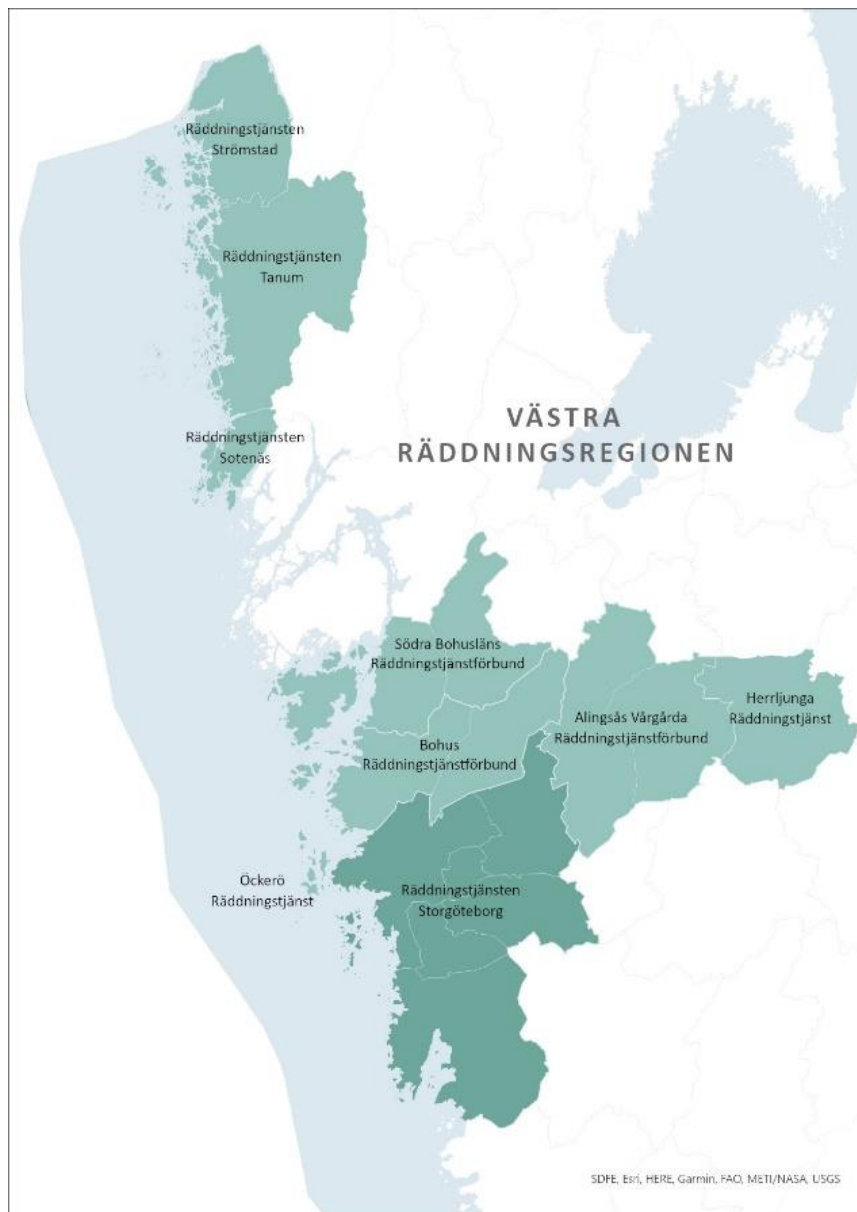 Räddningstjänsten
Strömstad
Räddningstjänsten
Tanum
VÄSTRA
RÄDDNINGSREGIONEN
Räddningstjänsten
Sotenäs
Södra Bohusläns
Räddningstjänstförbund
Herrljunga
Räddningstjänst
Alingsås Vårgårda
Räddningstjänstförbund
Bohus
Räddningstjänstförbund
Öckerö
Räddningstjänst
Räddningstjänsten
Storgöteborg
SDFE, Esri, HERE, Garmin, FAO, METI/NASA, USGS